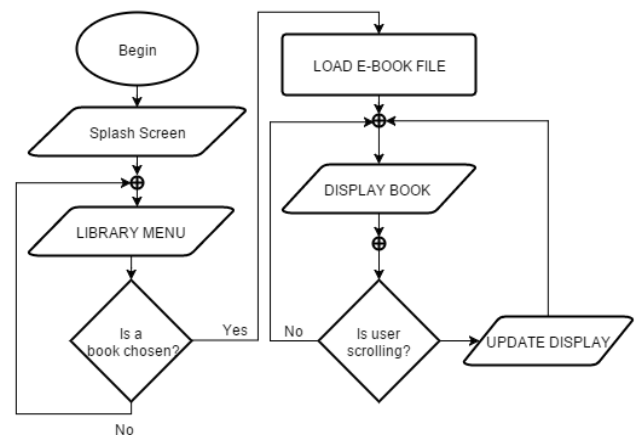 Begin
Splash Screen
LIBRARY MENU
Is a
book chosen?
Yes
No
LOAD E-BOOK FILE
DISPLAY BOOK
Is user
scrolling?
No
UPDATE DISPLAY